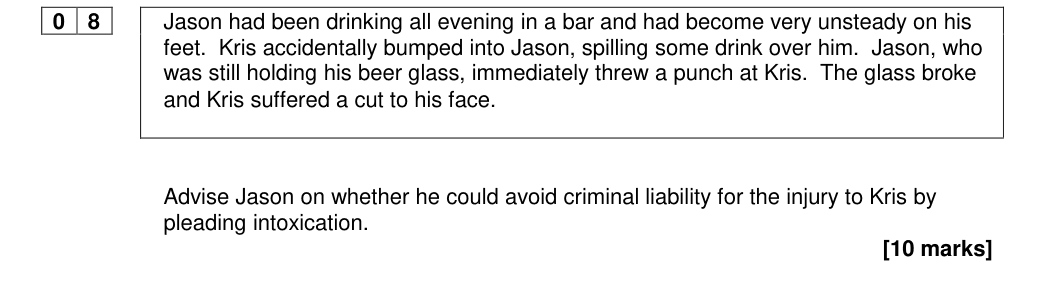 0 8
Jason had been drinking all evening in a bar and had become very unsteady on his
feet. Kris accidentally bumped into Jason, spilling some drink over him. Jason, who
was still holding his beer glass, immediately threw a punch at Kris. The glass broke
and Kris suffered a cut to his face.
Advise Jason on whether he could avoid criminal liability for the injury to Kris by
pleading intoxication.
[10 marks]